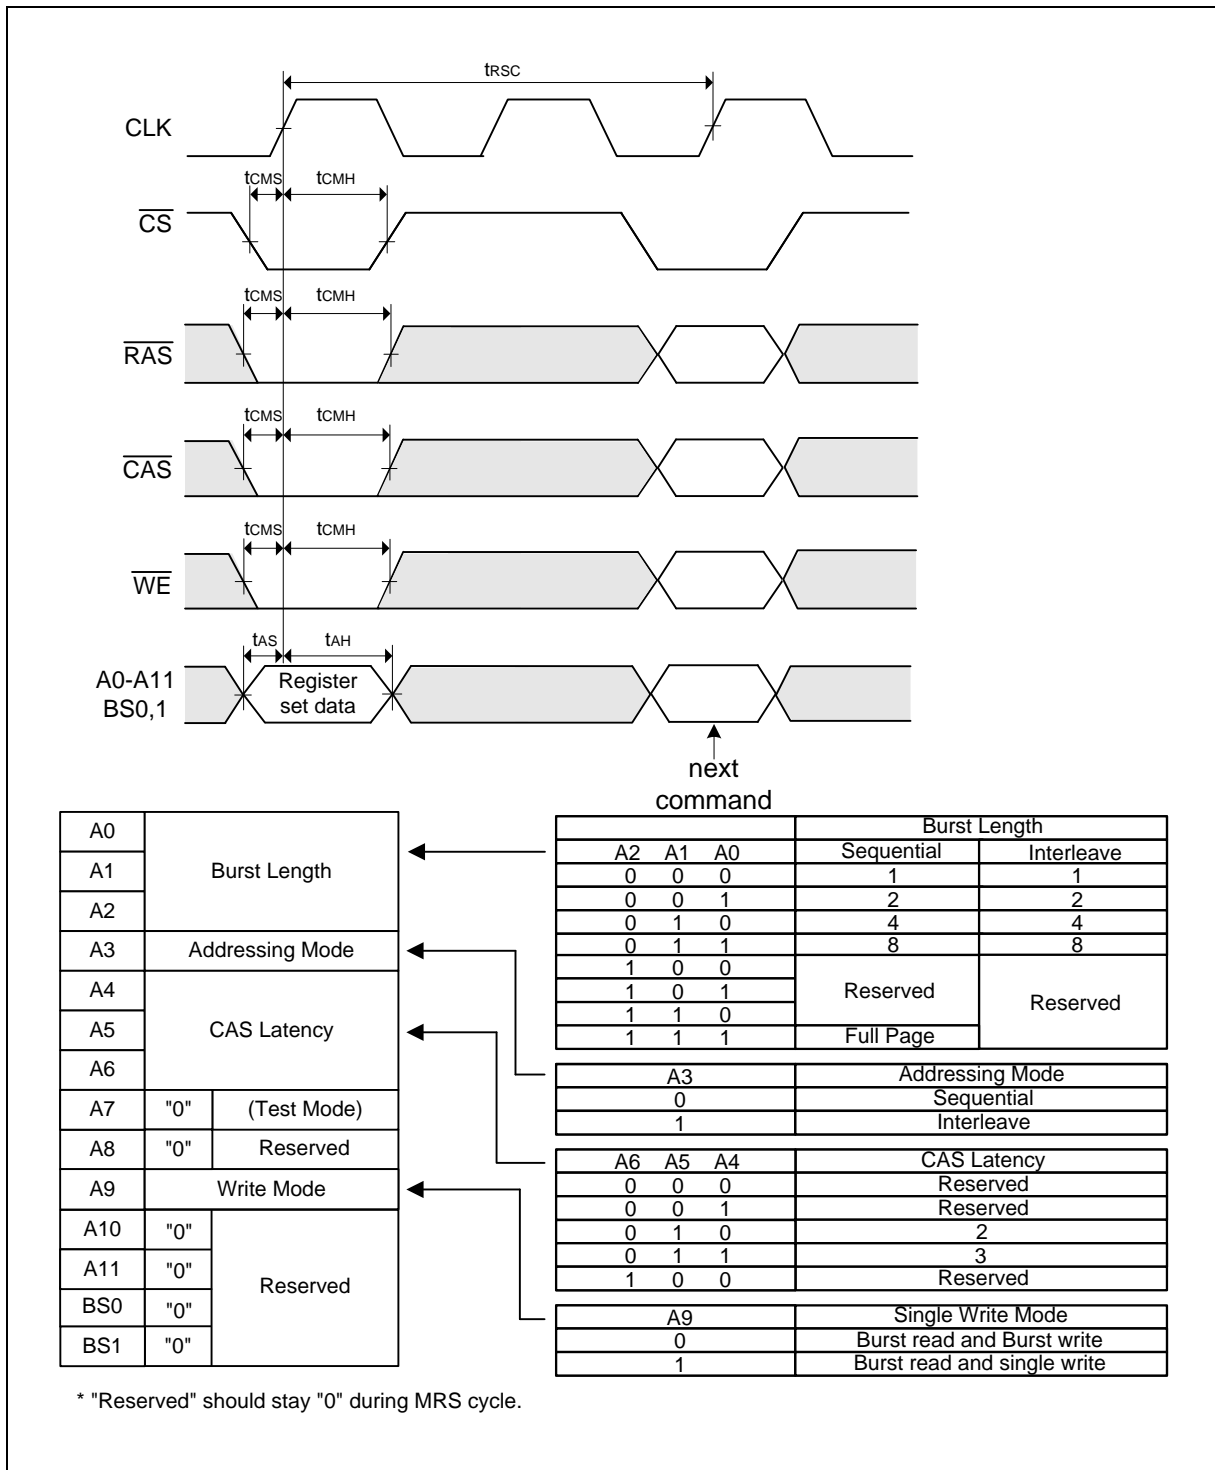 tRSC
CLK
tCMS tCMH
CS
tCMS tCMH
RAS
tCMS tCMH
CAS
tCMS tCMH
WE
tAS tAH
A0-A11
BS0,1
Register
set data
next
command
A0
A1 Burst Length
A2
A3 Addressing Mode
A4
A5 CAS Latency
A6
A7 "0" (Test Mode)
A8 "0" Reserved
A9 Write Mode
A10 "0"
A11 "0"
Reserved
BS0 "0"
BS1 "0"
Burst Length
A2 A1 A0 Sequential Interleave
0 0 0 1 1
0 0 1 2 2
0 1 0 4 4
0 1 1 8 8
1 0 0
1 0 1 Reserved Reserved
1 1 0
1 1 1 Full Page
A3 Addressing Mode
0 Sequential
1 Interleave
A6 A5 A4 CAS Latency
0 0 0 Reserved
0 0 1 Reserved
0 1 0 2
0 1 1 3
1 0 0 Reserved
A9 Single Write Mode
0 Burst read and Burst write
1 Burst read and single write
* "Reserved" should stay "0" during MRS cycle.